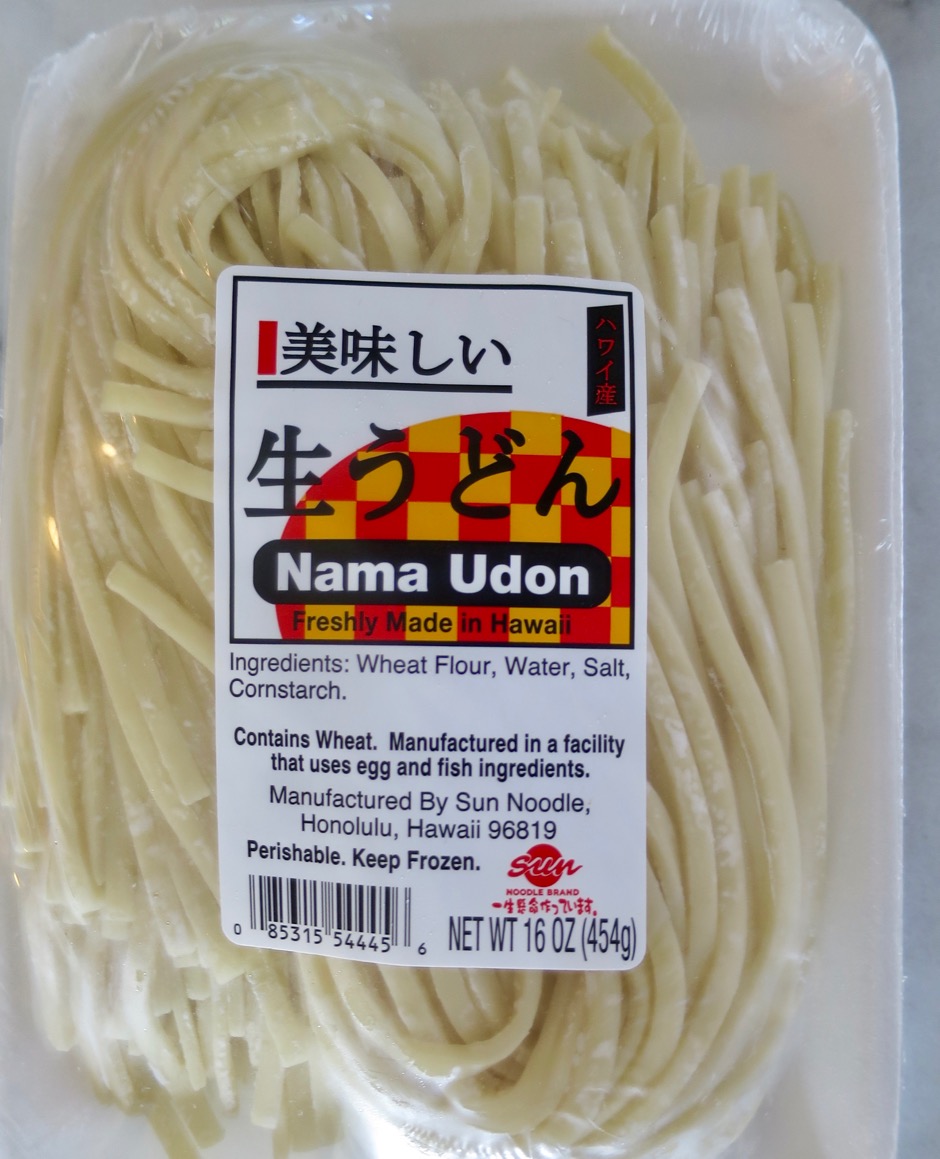 美味しい
ハワイ産
生うどん
Nama Udon
Freshly Made in Hawaii
Ingredients: Wheat Flour, Water, Salt,
Cornstarch.
Contains Wheat. Manufactured in a facility
that uses egg and fish ingredients.
Manufactured By Sun Noodle,
Honolulu, Hawaii 96819
Perishable. Keep Frozen.
sun
NOODLE BRAND
一生懸命作っています。
0 85315 54445 6
NET WT 16 OZ (454g)